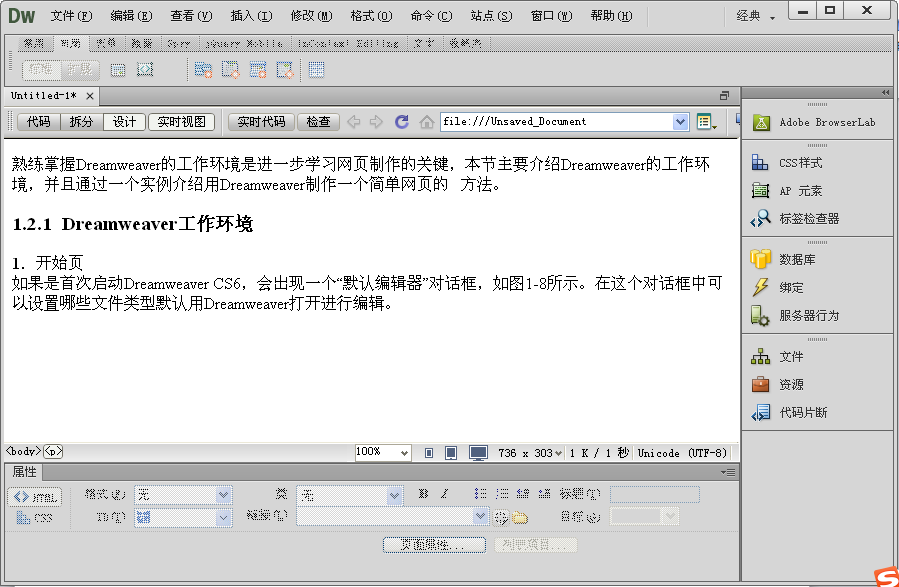 Dw 文件(F) 编辑(E) 查看(V) 插入(I) 修改(M) 格式(O) 命令(C) 站点(S) 窗口(W) 帮助(H) 经典
常用 布局 表单 数据 Spry jQuery Mobile InContext Editing 文本 收藏夹
标准 扩展
Untitled-1*
代码 拆分 设计 实时视图 实时代码 检查 file:///Unsaved_Document
熟练掌握Dreamweaver的工作环境是进一步学习网页制作的关键，本节主要介绍Dreamweaver的工作环
境，并且通过一个实例介绍用Dreamweaver制作一个简单网页的 方法。
1.2.1 Dreamweaver工作环境
1．开始页
如果是首次启动Dreamweaver CS6，会出现一个“默认编辑器”对话框，如图1-8所示。在这个对话框中可
以设置哪些文件类型默认用Dreamweaver打开进行编辑。
Adobe BrowserLab
CSS样式
AP 元素
标签检查器
数据库
绑定
服务器行为
文件
资源
代码片断
<body> <p> 100% 736 x 303 1 K / 1 秒 Unicode (UTF-8)
属性
<> HTML 格式(F) 无 类 无 B I 标题(T)
CSS ID(I) 无 链接(L) 目标(G)
页面属性... 列表项目...
S